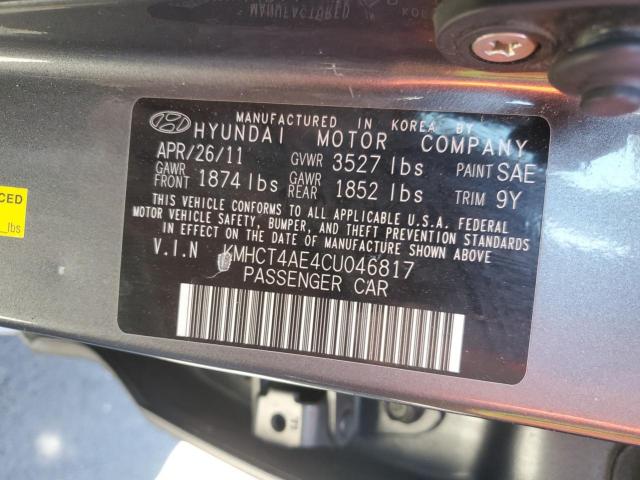 MANUFACTURED IN KOREA BY
HYUNDAI MOTOR COMPANY
APR/26/11 GVWR 3527 lbs PAINT SAE
GAWR FRONT 1874 lbs GAWR REAR 1852 lbs TRIM 9Y
THIS VEHICLE CONFORMS TO ALL APPLICABLE U.S.A. FEDERAL
MOTOR VEHICLE SAFETY, BUMPER, AND THEFT PREVENTION STANDARDS
IN EFFECT ON THE DATE OF MANUFACTURE SHOWN ABOVE
V.I.N KMHCT4AE4CU046817
PASSENGER CAR
CED
lbs